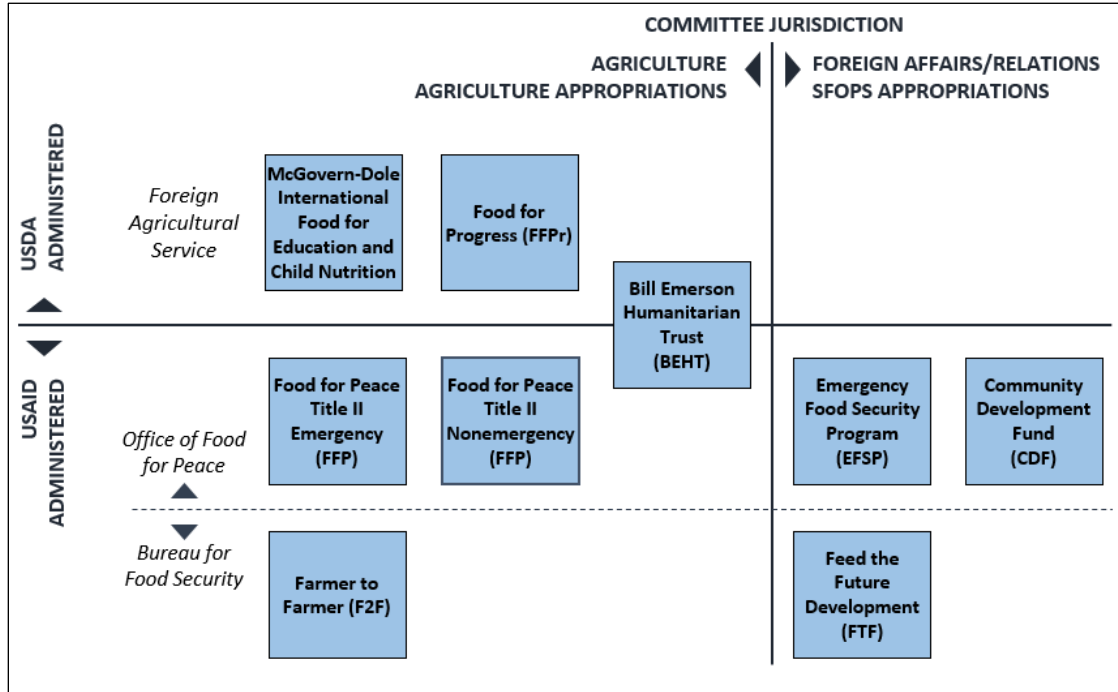 COMMITTEE JURISDICTION
AGRICULTURE
AGRICULTURE APPROPRIATIONS
FOREIGN AFFAIRS/RELATIONS
SFOPS APPROPRIATIONS
USDA
ADMINISTERED
Foreign
Agricultural
Service
McGovern-Dole
International
Food for
Education and
Child Nutrition
Food for
Progress (FFPr)
Bill Emerson
Humanitarian
Trust
(BEHT)
USAID
ADMINISTERED
Office of Food
for Peace
Food for Peace
Title II
Emergency
(FFP)
Food for Peace
Title II
Nonemergency
(FFP)
Emergency
Food Security
Program
(EFSP)
Community
Development
Fund
(CDF)
Bureau for
Food Security
Farmer to
Farmer (F2F)
Feed the
Future
Development
(FTF)